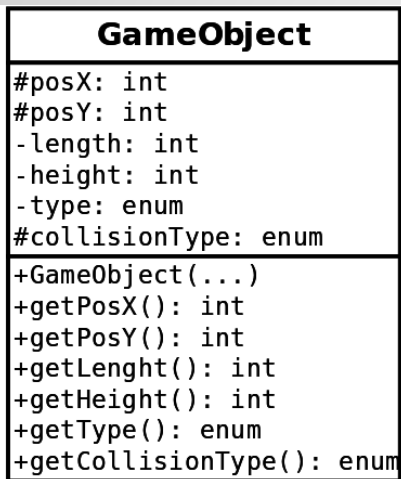 GameObject
#posX: int
#posY: int
-length: int
-height: int
-type: enum
#collisionType: enum
+GameObject(...)
+getPosX(): int
+getPosY(): int
+getLenght(): int
+getHeight(): int
+getType(): enum
+getCollisionType(): enum